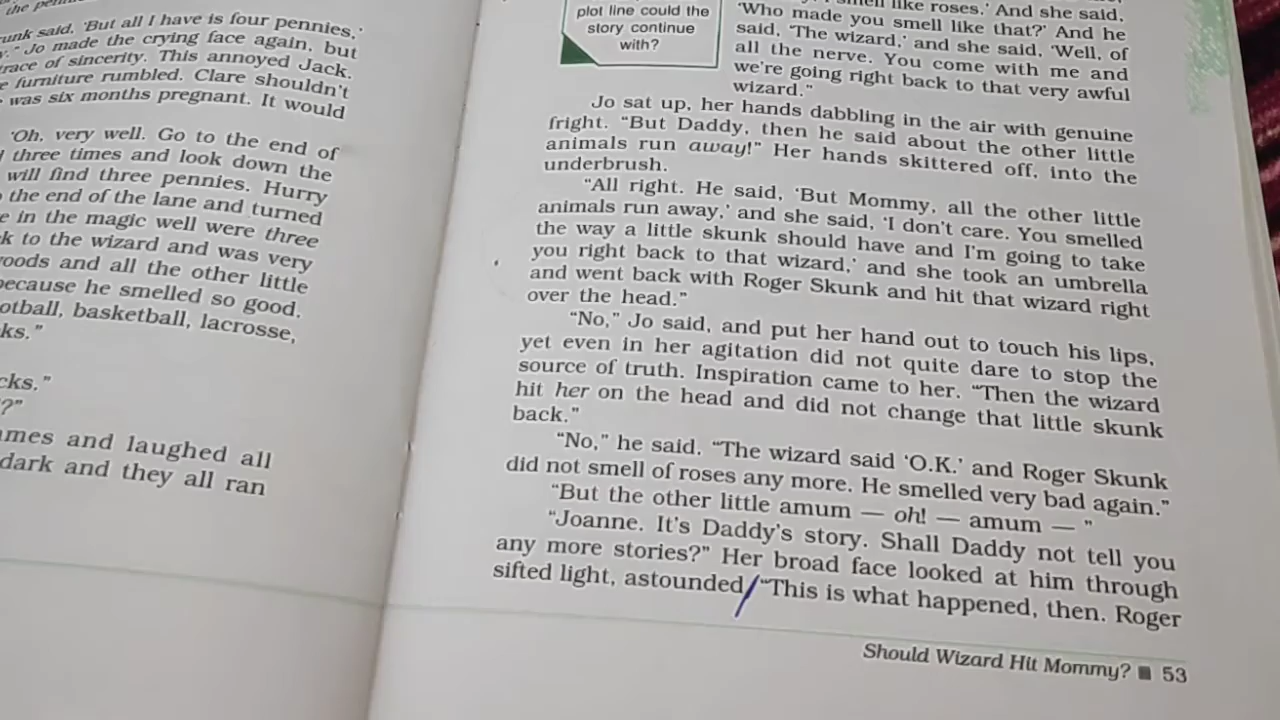 the
unk said, 'But all I have is four pennies,'
Jo made the crying face again, but
race of sincerity. This annoyed Jack.
furniture rumbled. Clare shouldn't
was six months pregnant. It would
'Oh, very well. Go to the end of
three times and look down the
will find three pennies. Hurry
the end of the lane and turned
e in the magic well were three
k to the wizard and was very
oods and all the other little
because he smelled so good.
otball, basketball, lacrosse,
ks."
cks."
?"
ames and laughed all
dark and they all ran
plot line could the
story continue
with?
smell like roses.' And she said,
'Who made you smell like that?' And he
said, 'The wizard,' and she said, 'Well, of
all the nerve. You come with me and
we're going right back to that very awful
wizard."
Jo sat up, her hands dabbling in the air with genuine
fright. "But Daddy, then he said about the other little
animals run away!" Her hands skittered off, into the
underbrush.
"All right. He said, 'But Mommy, all the other little
animals run away,' and she said, 'I don't care. You smelled
the way a little skunk should have and I'm going to take
you right back to that wizard,' and she took an umbrella
and went back with Roger Skunk and hit that wizard right
over the head."
"No," Jo said, and put her hand out to touch his lips,
yet even in her agitation did not quite dare to stop the
source of truth. Inspiration came to her. "Then the wizard
hit her on the head and did not change that little skunk
back."
"No," he said. "The wizard said 'O.K.' and Roger Skunk
did not smell of roses any more. He smelled very bad again."
"But the other little amum — oh! — amum — "
"Joanne. It's Daddy's story. Shall Daddy not tell you
any more stories?" Her broad face looked at him through
sifted light, astounded. "This is what happened, then. Roger
Should Wizard Hit Mommy? ■ 53